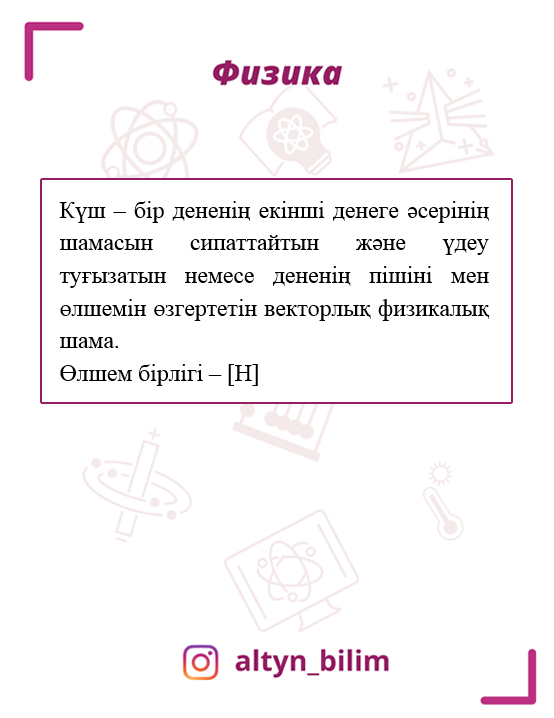 Физика
Күш – бір дененің екінші денеге әсерінің
шамасын сипаттайтын және үдеу
туғызатын немесе дененің пішіні мен
өлшемін өзгертетін векторлық физикалық
шама.
Өлшем бірлігі – [Н]
altyn_bilim